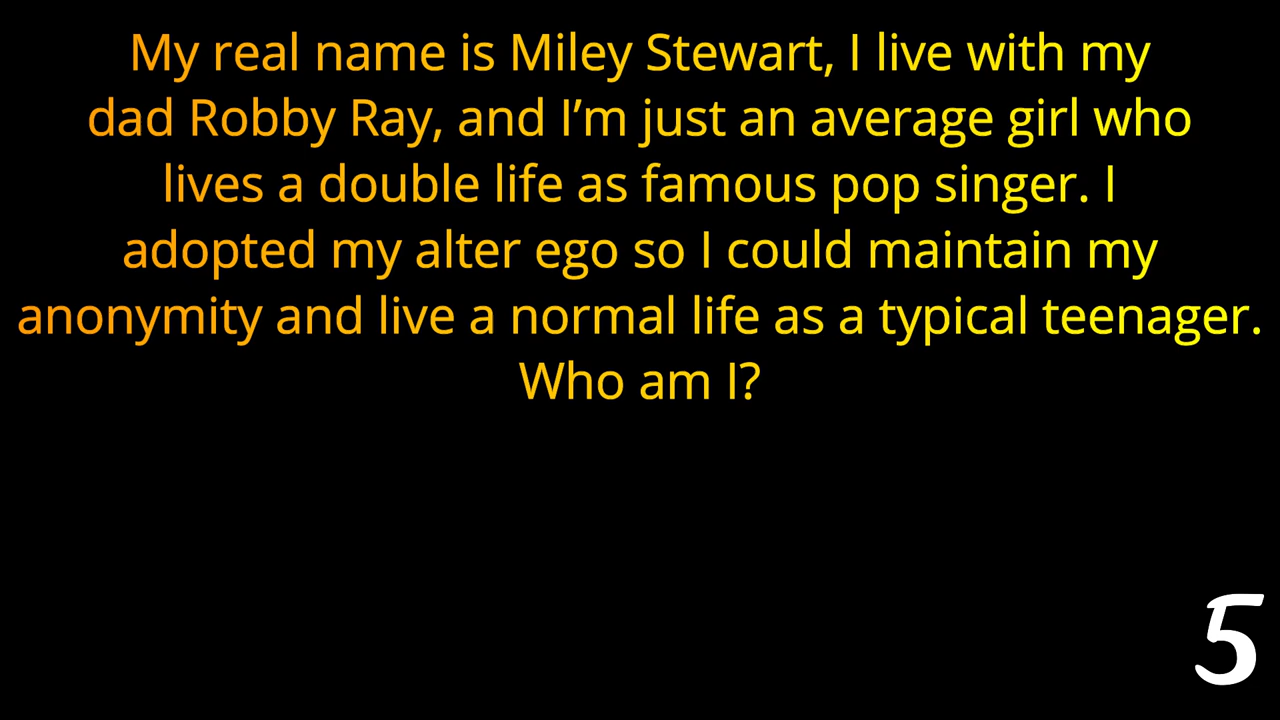 My real name is Miley Stewart, I live with my
dad Robby Ray, and I’m just an average girl who
lives a double life as famous pop singer. I
adopted my alter ego so I could maintain my
anonymity and live a normal life as a typical teenager.
Who am I?
5